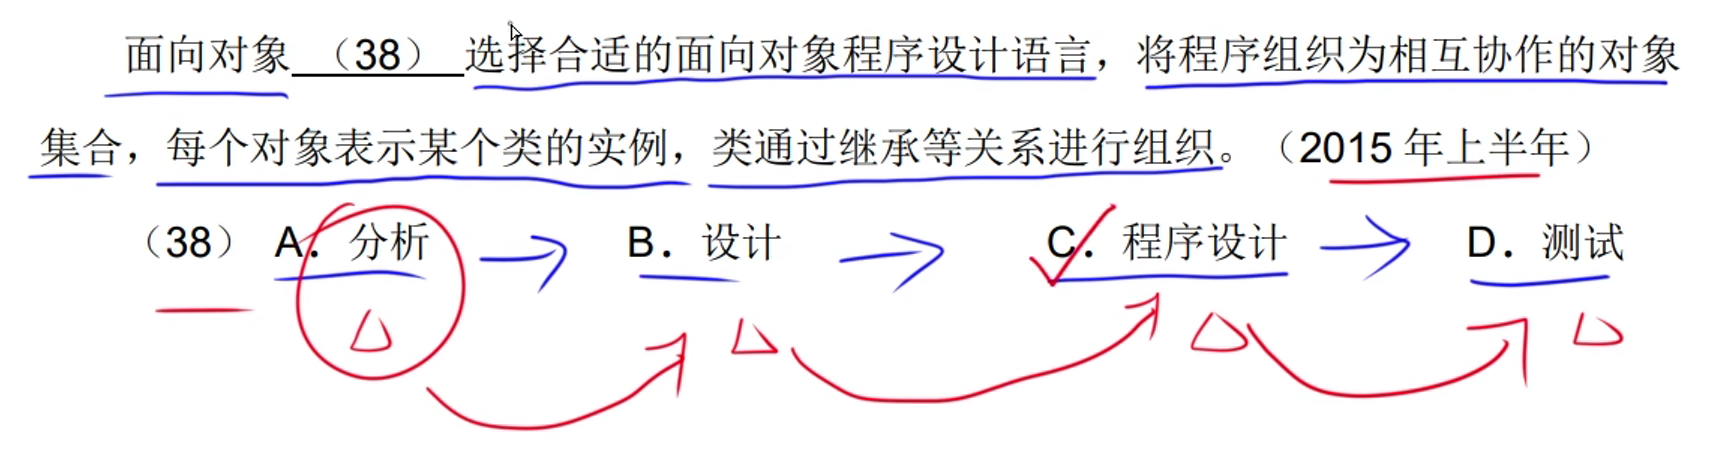 面向对象 （38） 选择合适的面向对象程序设计语言，将程序组织为相互协作的对象
集合，每个对象表示某个类的实例，类通过继承等关系进行组织。（2015 年上半年）
（38） A．分析 B．设计 C．程序设计 D．测试